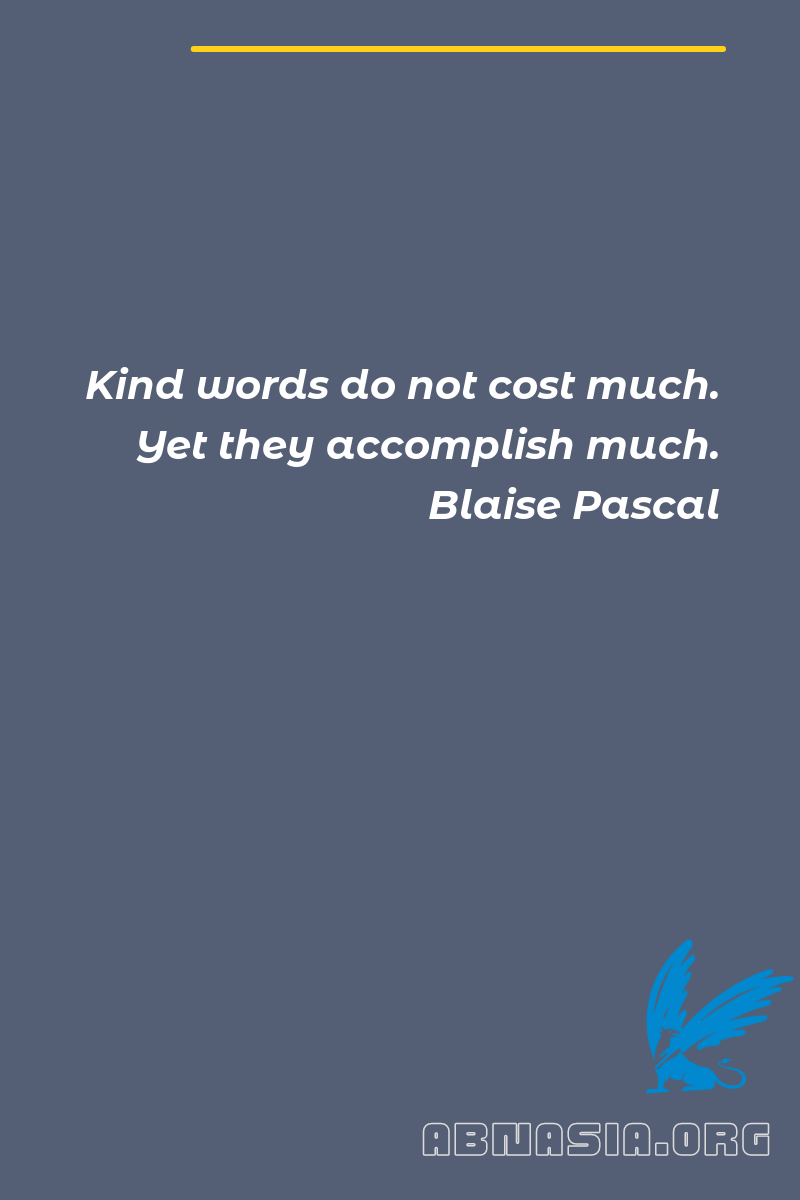 Kind words do not cost much.
Yet they accomplish much.
Blaise Pascal
ABNASIA.ORG